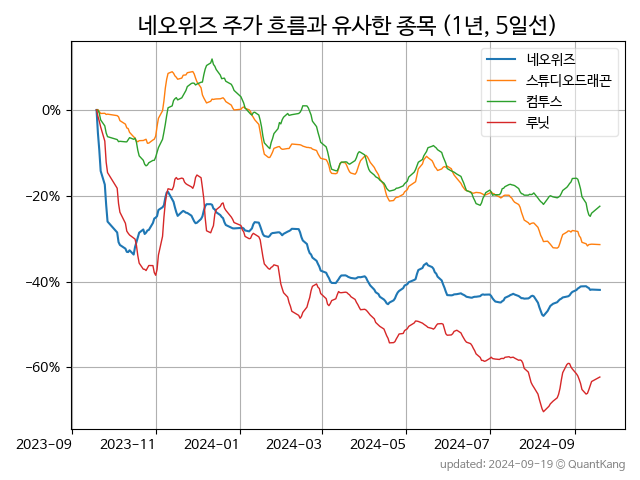 네오위즈 주가 흐름과 유사한 종목 (1년, 5일선)
네오위즈
스튜디오드래곤
컴투스
루닛
0%
−20%
−40%
−60%
2023-09 2023-11 2024-01 2024-03 2024-05 2024-07 2024-09
updated: 2024-09-19 © QuantKang